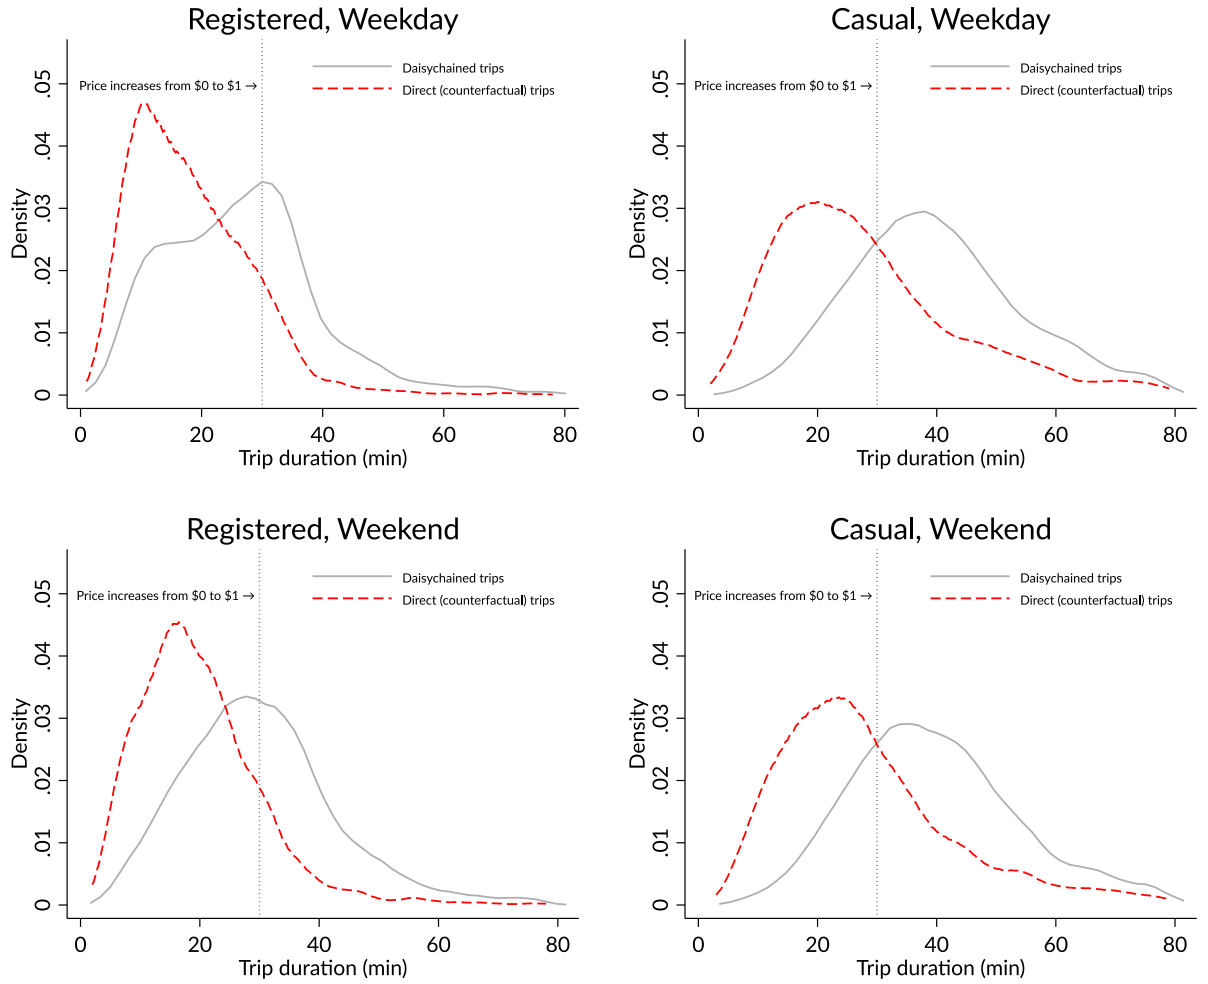 Registered, Weekday
Price increases from $0 to $1 →
Daisychained trips
Direct (counterfactual) trips
Density
0 .01 .02 .03 .04 .05
0 20 40 60 80
Trip duration (min)
Casual, Weekday
Price increases from $0 to $1 →
Daisychained trips
Direct (counterfactual) trips
Density
0 .01 .02 .03 .04 .05
0 20 40 60 80
Trip duration (min)
Registered, Weekend
Price increases from $0 to $1 →
Daisychained trips
Direct (counterfactual) trips
Density
0 .01 .02 .03 .04 .05
0 20 40 60 80
Trip duration (min)
Casual, Weekend
Price increases from $0 to $1 →
Daisychained trips
Direct (counterfactual) trips
Density
0 .01 .02 .03 .04 .05
0 20 40 60 80
Trip duration (min)